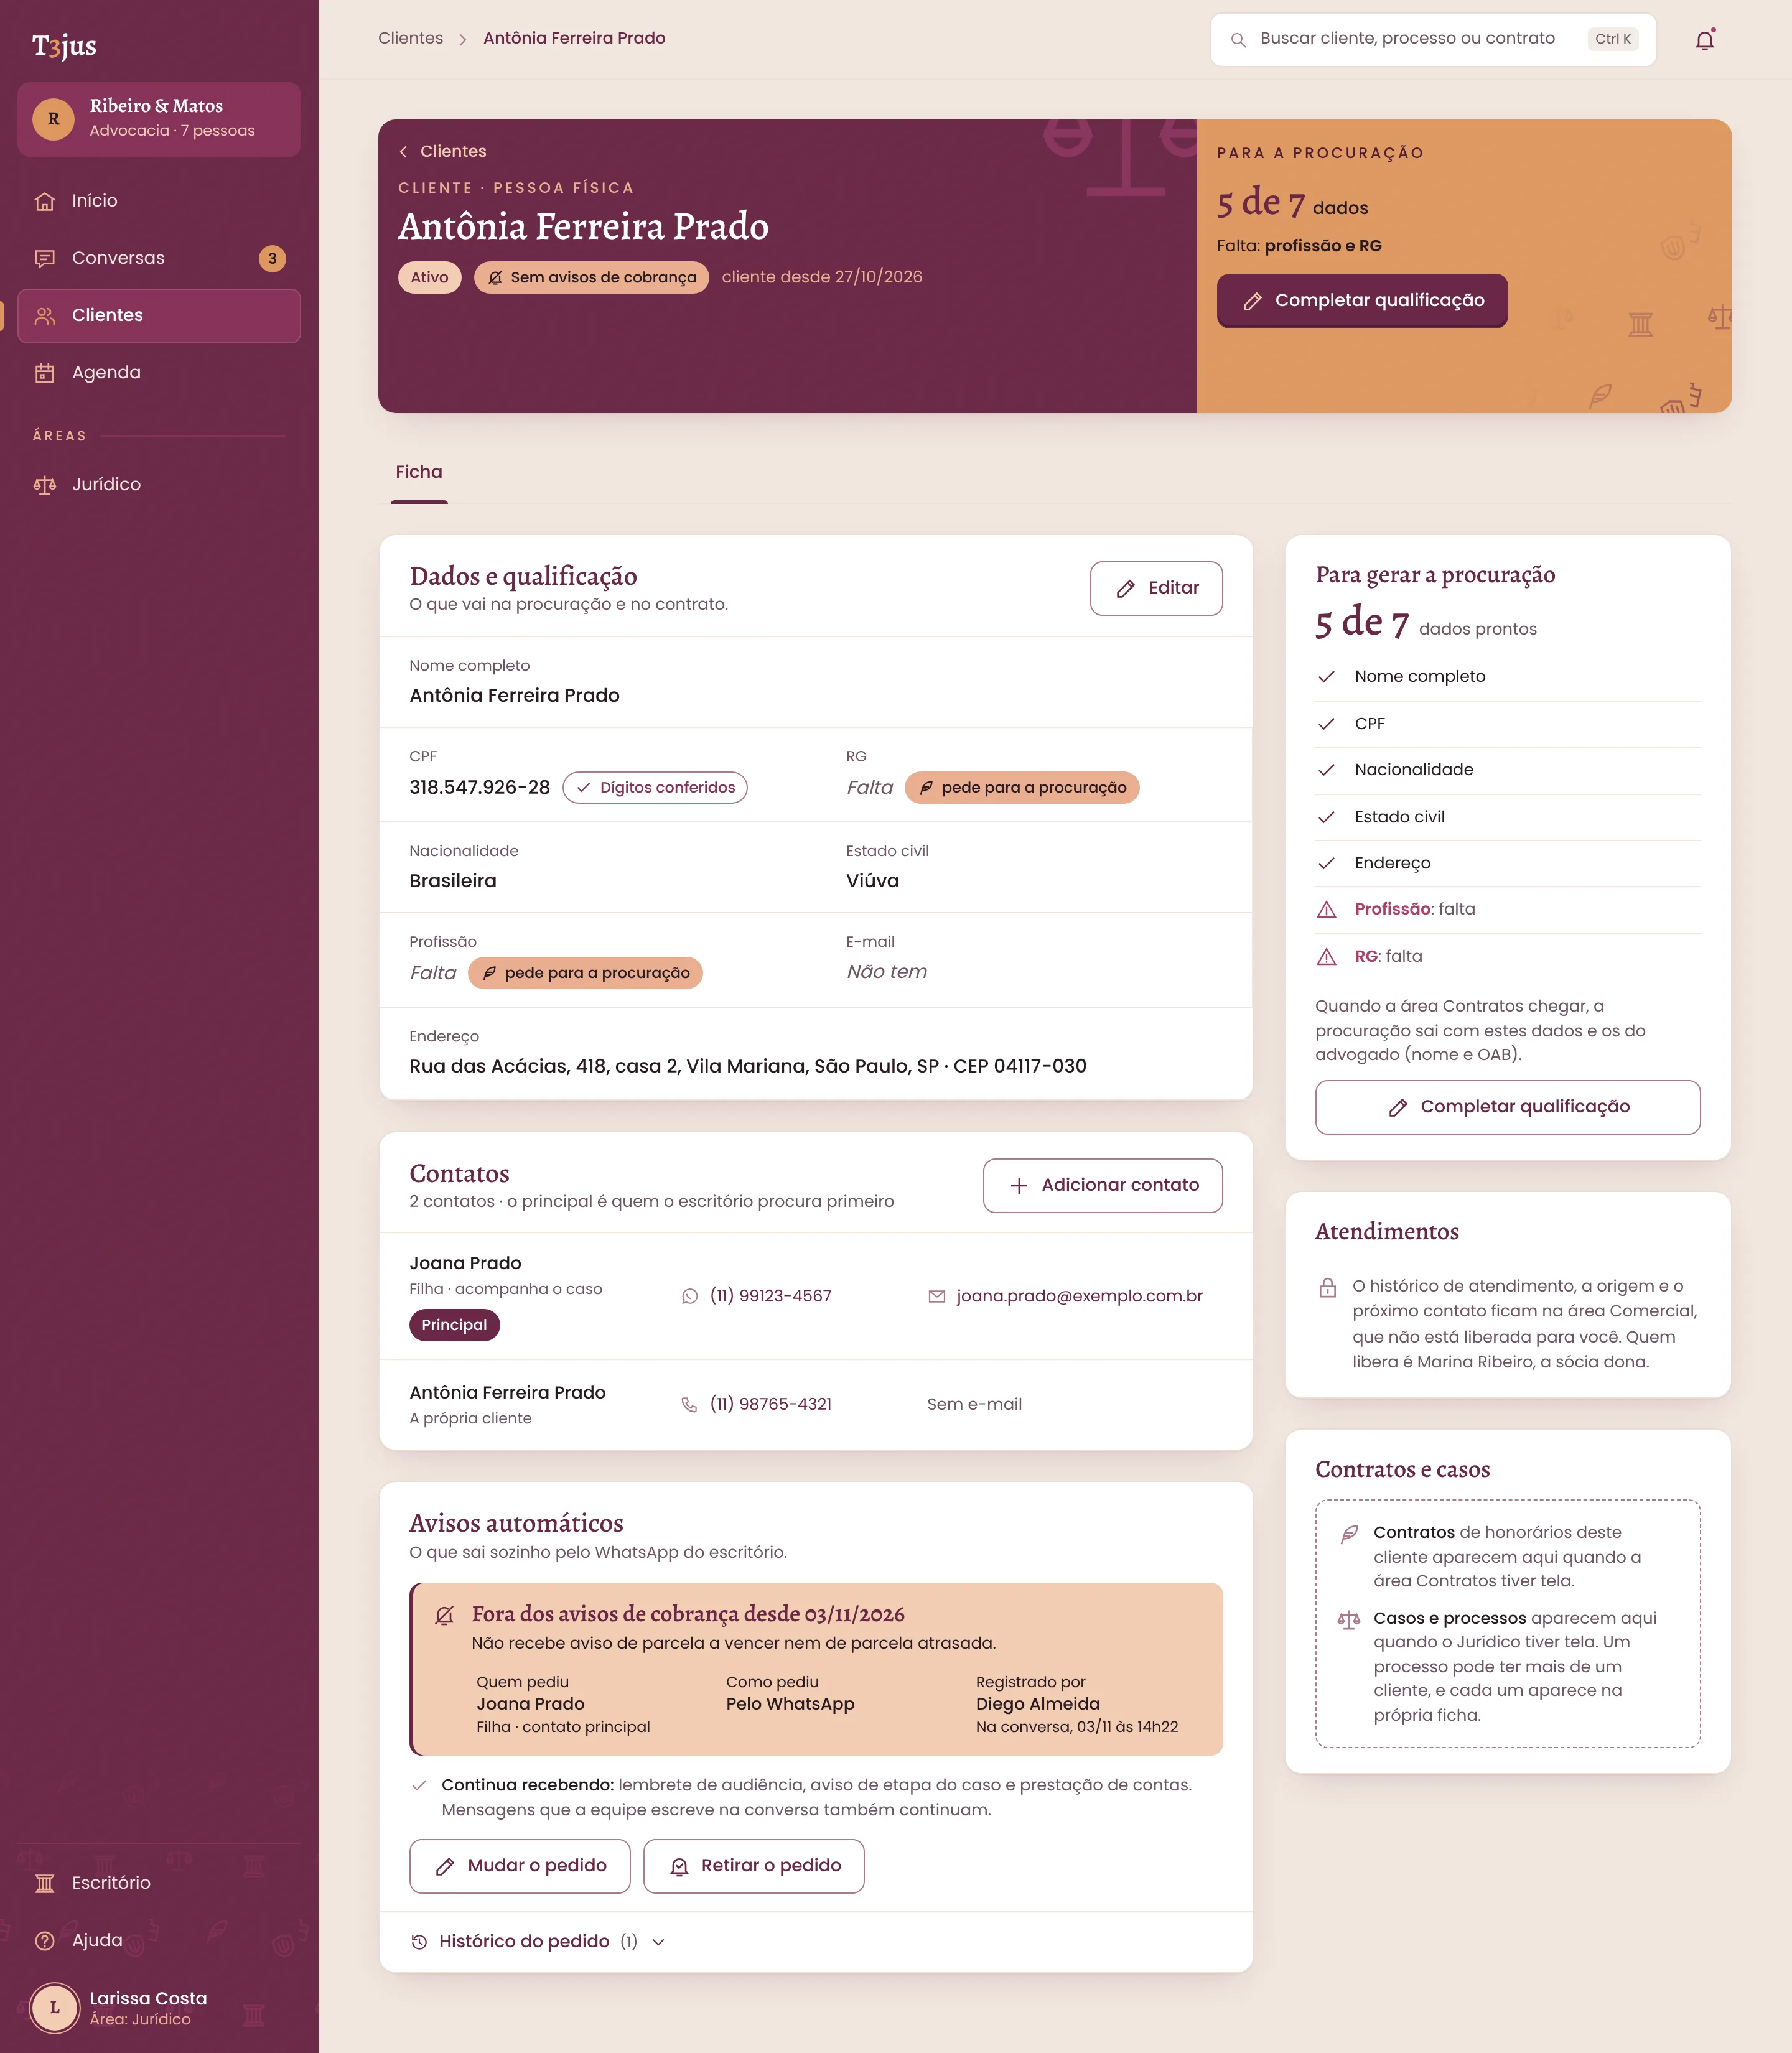 T3jus
R
Ribeiro & Matos
Advocacia · 7 pessoas
Início
Conversas
3
Clientes
Agenda
ÁREAS
Jurídico
Escritório
Ajuda
L
Larissa Costa
Área: Jurídico
Clientes
Antônia Ferreira Prado
Buscar cliente, processo ou contrato
Ctrl K
Clientes
CLIENTE · PESSOA FÍSICA
Antônia Ferreira Prado
Ativo
Sem avisos de cobrança
cliente desde 27/10/2026
PARA A PROCURAÇÃO
5 de 7 dados
Falta: profissão e RG
Completar qualificação
Ficha
Dados e qualificação
O que vai na procuração e no contrato.
Editar
Nome completo
Antônia Ferreira Prado
CPF
318.547.926-28
Dígitos conferidos
RG
Falta
pede para a procuração
Nacionalidade
Brasileira
Estado civil
Viúva
Profissão
Falta
pede para a procuração
E-mail
Não tem
Endereço
Rua das Acácias, 418, casa 2, Vila Mariana, São Paulo, SP · CEP 04117-030
Contatos
2 contatos · o principal é quem o escritório procura primeiro
Adicionar contato
Joana Prado
Filha · acompanha o caso
Principal
(11) 99123-4567
joana.prado@exemplo.com.br
Antônia Ferreira Prado
A própria cliente
(11) 98765-4321
Sem e-mail
Avisos automáticos
O que sai sozinho pelo WhatsApp do escritório.
Fora dos avisos de cobrança desde 03/11/2026
Não recebe aviso de parcela a vencer nem de parcela atrasada.
Quem pediu
Joana Prado
Filha · contato principal
Como pediu
Pelo WhatsApp
Registrado por
Diego Almeida
Na conversa, 03/11 às 14h22
Continua recebendo: lembrete de audiência, aviso de etapa do caso e prestação de contas.
Mensagens que a equipe escreve na conversa também continuam.
Mudar o pedido
Retirar o pedido
Histórico do pedido (1)
Para gerar a procuração
5 de 7 dados prontos
Nome completo
CPF
Nacionalidade
Estado civil
Endereço
Profissão: falta
RG: falta
Quando a área Contratos chegar, a
procuração sai com estes dados e os do
advogado (nome e OAB).
Completar qualificação
Atendimentos
O histórico de atendimento, a origem e o
próximo contato ficam na área Comercial,
que não está liberada para você. Quem
libera é Marina Ribeiro, a sócia dona.
Contratos e casos
Contratos de honorários deste
cliente aparecem aqui quando a
área Contratos tiver tela.
Casos e processos aparecem aqui
quando o Jurídico tiver tela. Um
processo pode ter mais de um
cliente, e cada um aparece na
própria ficha.